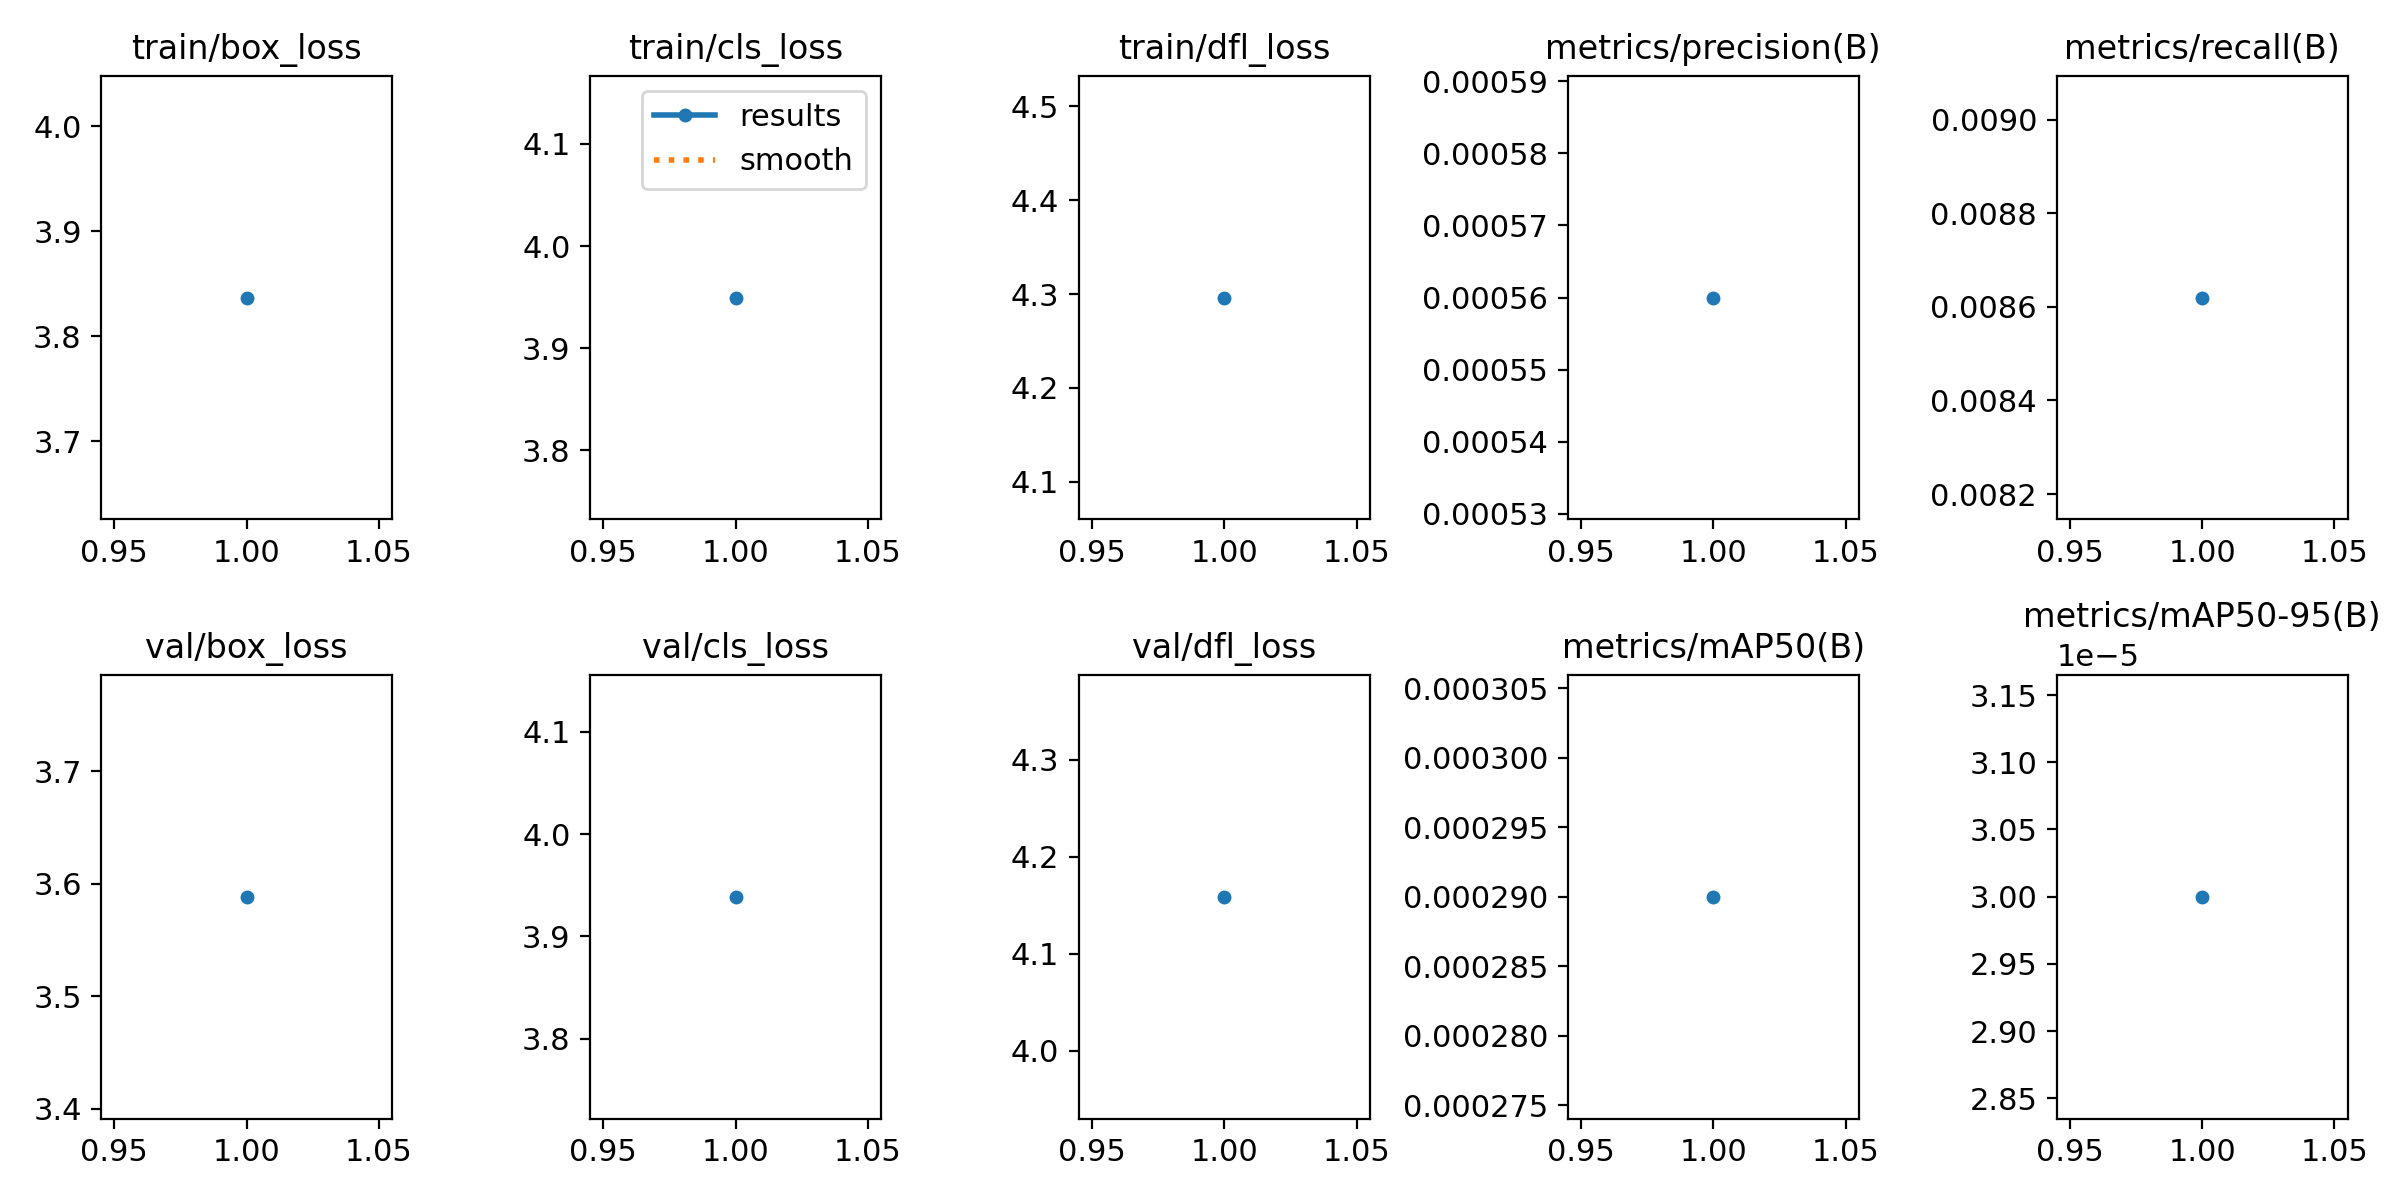 train/box_loss
4.0
3.9
3.8
3.7
0.95 1.00 1.05
train/cls_loss
results
smooth
4.1
4.0
3.9
3.8
0.95 1.00 1.05
train/dfl_loss
4.5
4.4
4.3
4.2
4.1
0.95 1.00 1.05
metrics/precision(B)
0.00059
0.00058
0.00057
0.00056
0.00055
0.00054
0.00053
0.95 1.00 1.05
metrics/recall(B)
0.0090
0.0088
0.0086
0.0084
0.0082
0.95 1.00 1.05
val/box_loss
3.7
3.6
3.5
3.4
0.95 1.00 1.05
val/cls_loss
4.1
4.0
3.9
3.8
0.95 1.00 1.05
val/dfl_loss
4.3
4.2
4.1
4.0
0.95 1.00 1.05
metrics/mAP50(B)
0.000305
0.000300
0.000295
0.000290
0.000285
0.000280
0.000275
0.95 1.00 1.05
metrics/mAP50-95(B)
1e−5
3.15
3.10
3.05
3.00
2.95
2.90
2.85
0.95 1.00 1.05